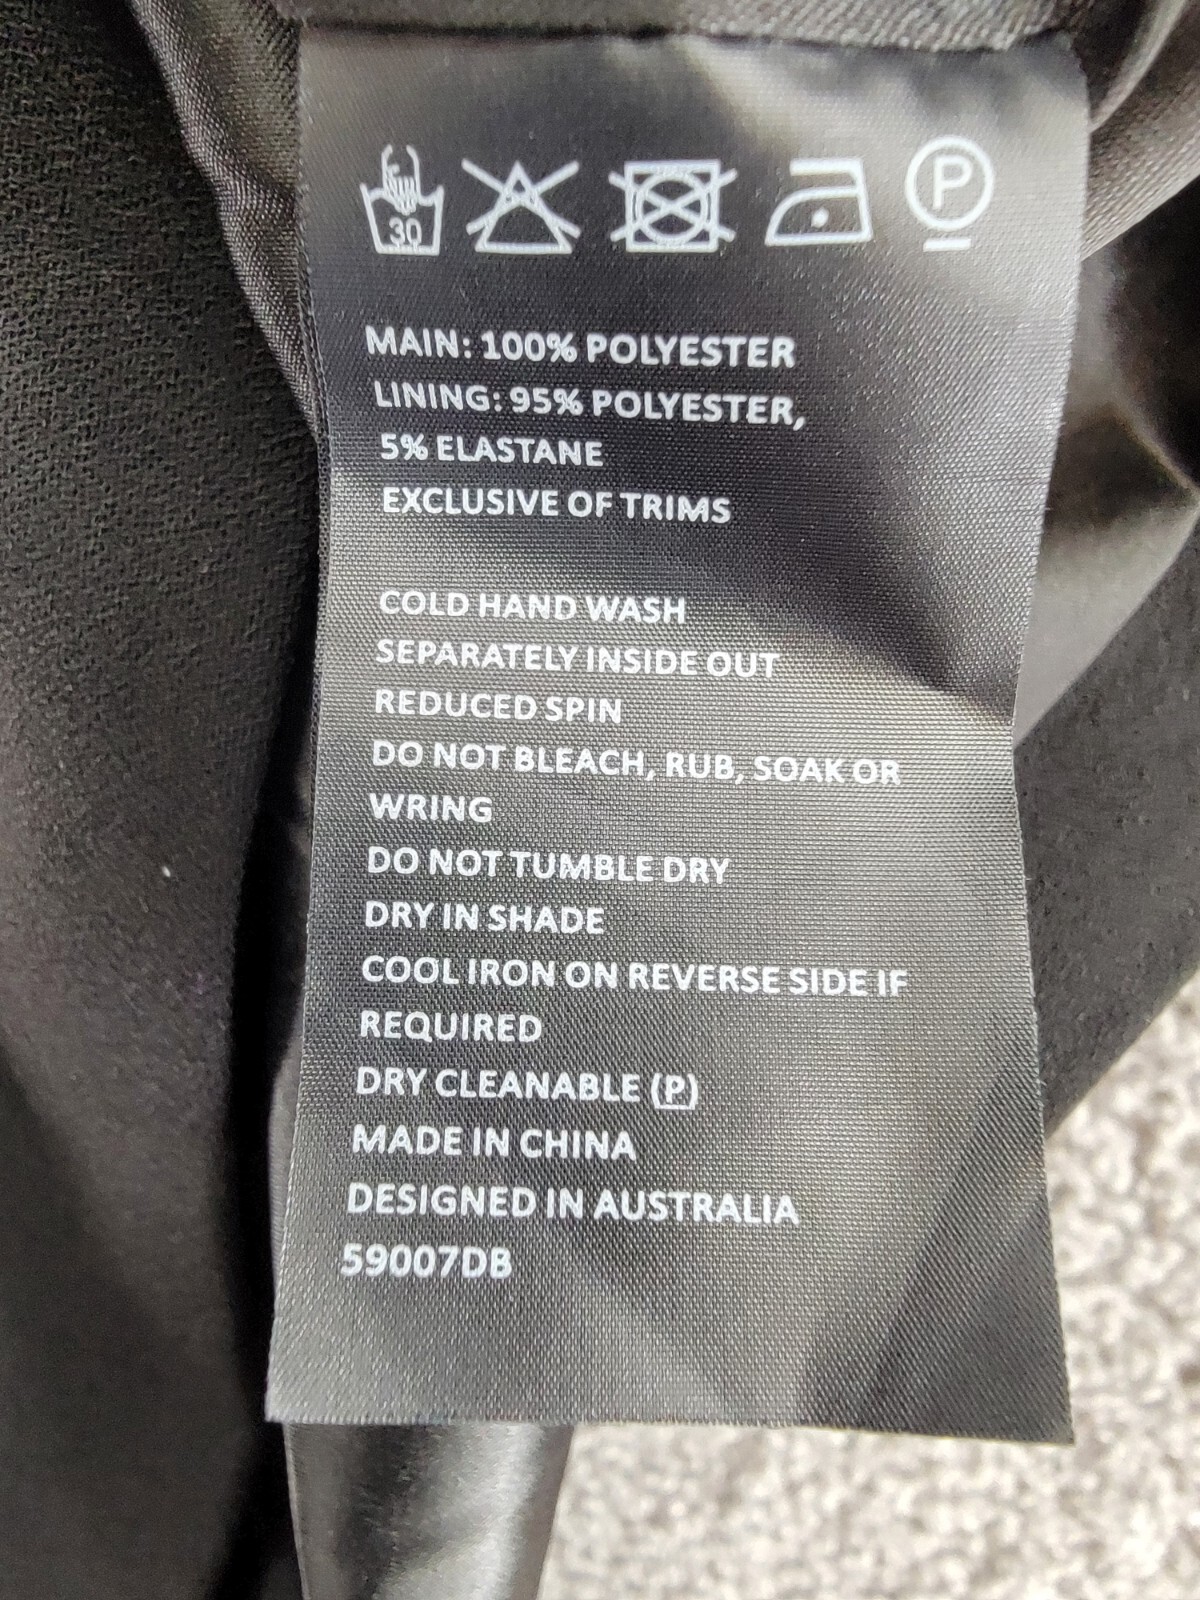 30
P
MAIN: 100% POLYESTER
LINING: 95% POLYESTER,
5% ELASTANE
EXCLUSIVE OF TRIMS
COLD HAND WASH
SEPARATELY INSIDE OUT
REDUCED SPIN
DO NOT BLEACH, RUB, SOAK OR
WRING
DO NOT TUMBLE DRY
DRY IN SHADE
COOL IRON ON REVERSE SIDE IF
REQUIRED
DRY CLEANABLE (P)
MADE IN CHINA
DESIGNED IN AUSTRALIA
59007DB